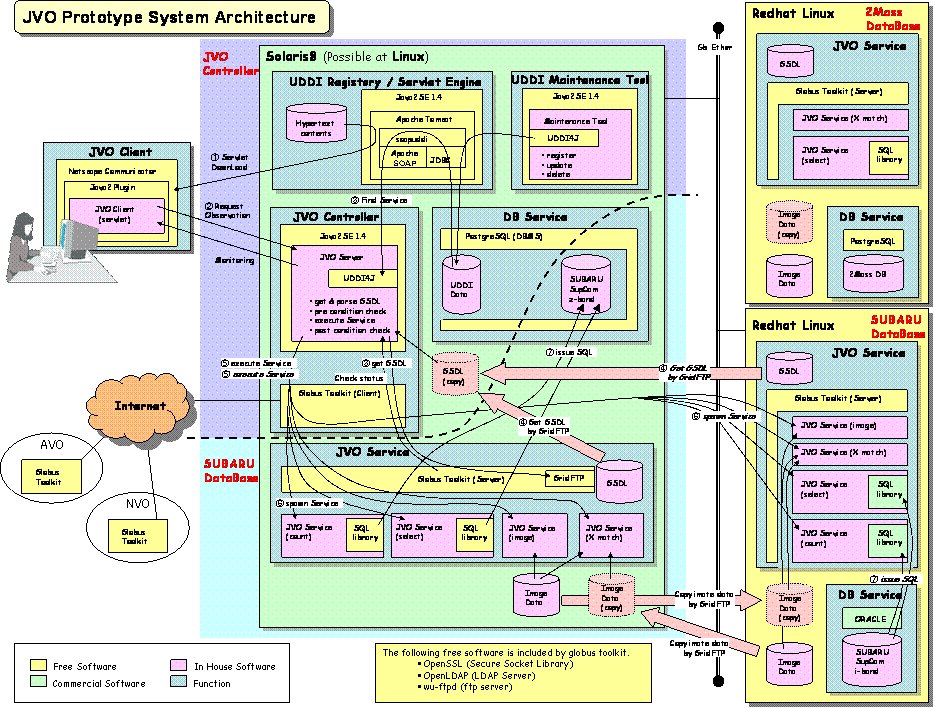 JVO Prototype System Architecture
JVO
Controller
Solaris8 (Possible at Linux)
UDDI Registory / Servlet Engine
Hypertext
contents
Java2 SE 1.4
Apache Tomcat
soapuddi
Apache
SOAP
JDBC
UDDI Maintenance Tool
Java2 SE 1.4
Maintenance Tool
UDDI4J
• register
• update
• delete
Gb Ether
JVO Client
Netscape Communicator
Java2 Plugin
JVO Client
(servlet)
① Servlet
DownLoad
② Request
Observation
Monitoring
② Find Service
JVO Controller
Java2 SE 1.4
JVO Server
UDDI4J
• get & parse GSDL
• pre condition check
• execute Service
• post condition check
DB Service
PostgreSQL (DBMS)
UDDI
Data
SUBARU
SupCam
z-band
⑤ execute Service
⑤ execute Service
③ get GSDL
Check status
Globus Toolkit (Client)
GSDL
(copy)
⑦ issue SQL
④ Get GSDL
by GridFTP
④ Get GSDL
by GridFTP
⑥ spawn Service
Internet
AVO
Globus
Toolkit
NVO
Globus
Toolkit
SUBARU
DataBase
JVO Service
Globus Toolkit (Server)
GridFTP
GSDL
⑥ spawn Service
JVO Service
(count)
SQL
library
JVO Service
(select)
SQL
library
JVO Service
(image)
JVO Service
(X match)
Image
Data
Image
Data
(copy)
Copy image data
by GridFTP
Copy image data
by GridFTP
Redhat Linux
2Mass
DataBase
JVO Service
GSDL
Globus Toolkit (Server)
JVO Service (X match)
JVO Service
(select)
SQL
library
Image
Data
(copy)
Image
Data
DB Service
PostgreSQL
2Mass DB
Redhat Linux
SUBARU
DataBase
JVO Service
GSDL
Globus Toolkit (Server)
JVO Service (image)
JVO Service (X match)
JVO Service
(select)
SQL
library
JVO Service
(count)
SQL
library
⑦ issue SQL
Image
Data
(copy)
Image
Data
DB Service
ORACLE
SUBARU
SupCam
i-band
Free Software
In House Software
Commercial Software
Function
The following free software is included by globus toolkit.
• OpenSSL (Secure Socket Library)
• OpenLDAP (LDAP Server)
• wu-ftpd (ftp server)